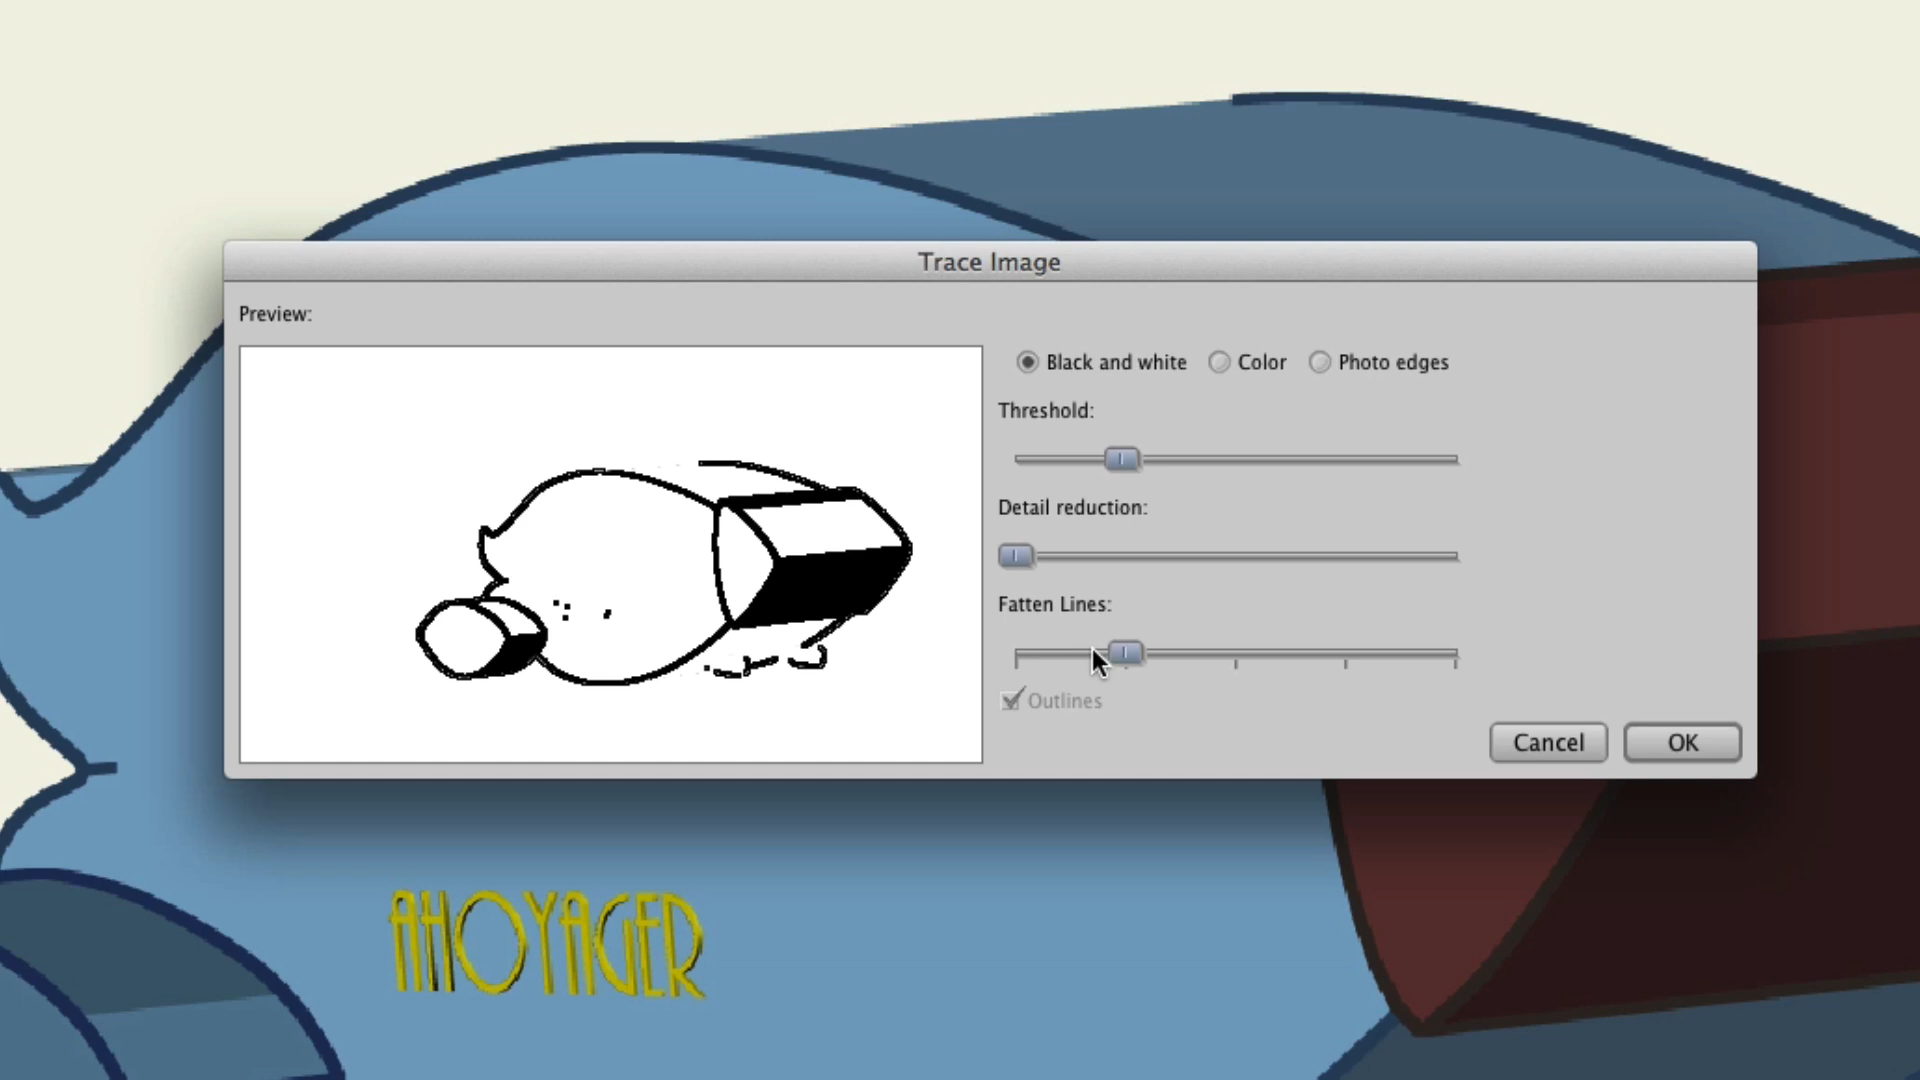 Trace Image
Preview:
Black and white Color Photo edges
Threshold:
Detail reduction:
Fatten Lines:
Outlines
Cancel OK
AHOYAGER